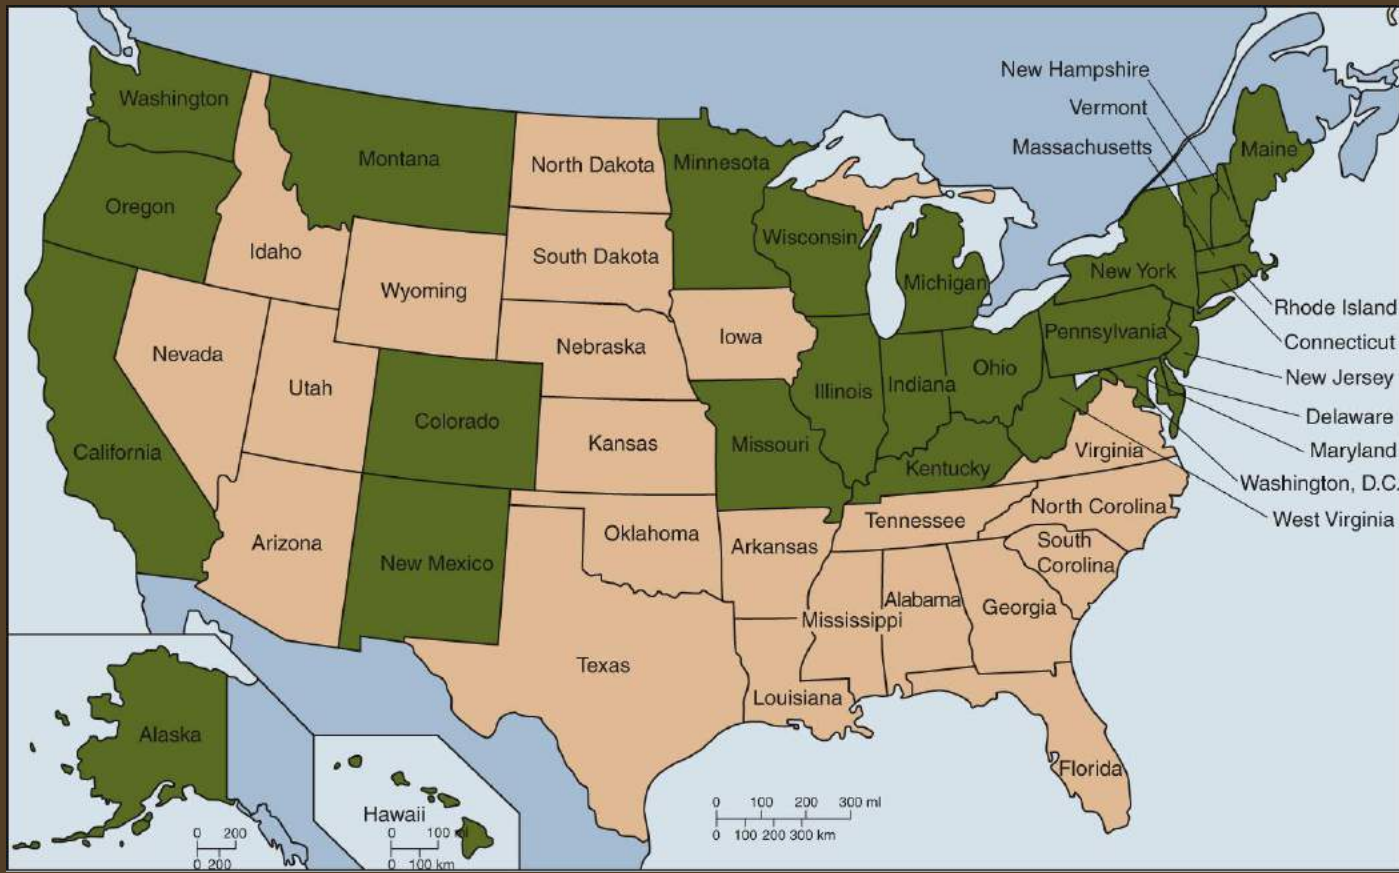 New Hampshire
Vermont
Massachusetts
Maine
Washington
Montana
North Dakota
Minnesota
Oregon
Idaho
South Dakota
Wisconsin
Wyoming
Michigan
New York
Rhode Island
Nevada
Utah
Nebraska
Iowa
Pennsylvania
Connecticut
Colorado
Illinois
Indiana
Ohio
New Jersey
Delaware
California
Kansas
Missouri
Kentucky
Virginia
Maryland
Washington, D.C.
West Virginia
Arizona
New Mexico
Oklahoma
Arkansas
Tennessee
North Corolina
South
Corolina
Texas
Mississippi
Alabama
Georgia
Louisiana
Florida
Alaska
0 200
0 200
Hawaii
0 100 mi
0 100 km
0 100 200 300 mi
0 100 200 300 km